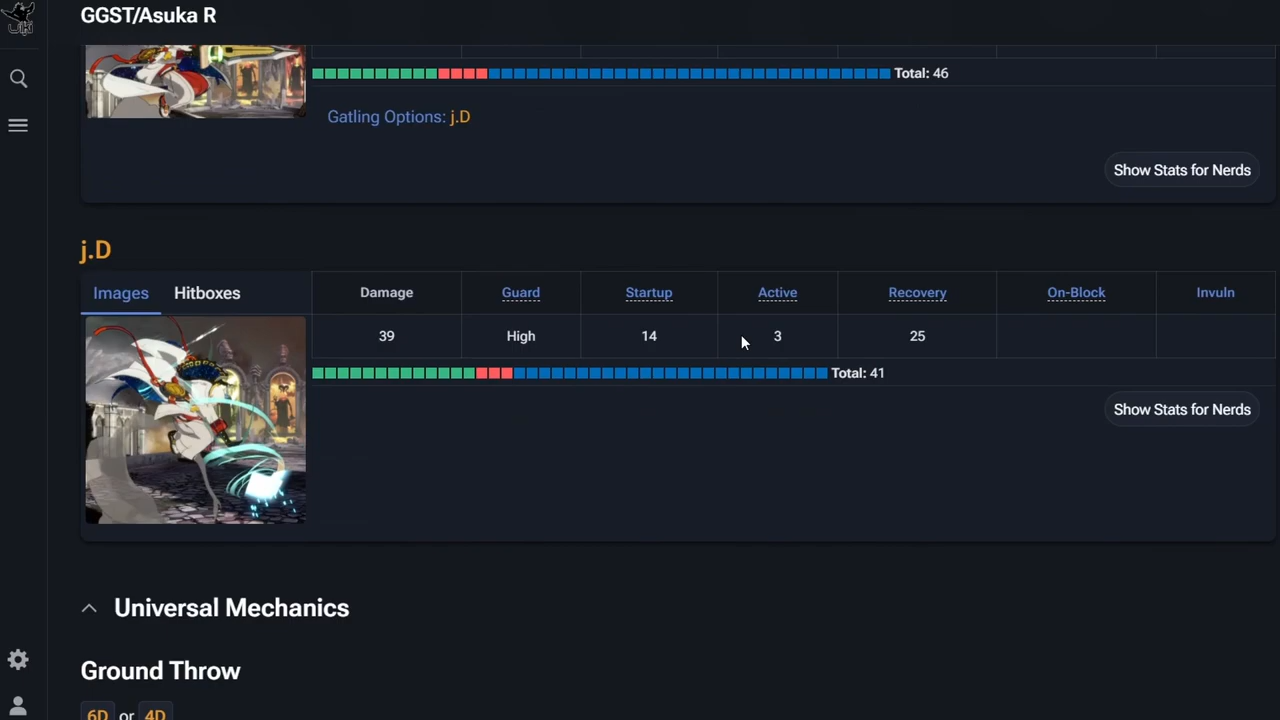 GGST/Asuka R
Total: 46
Gatling Options: j.D
Show Stats for Nerds
j.D
Images Hitboxes Damage Guard Startup Active Recovery On-Block Invuln
39 High 14 3 25
Total: 41
Show Stats for Nerds
Universal Mechanics
Ground Throw
6D or 4D